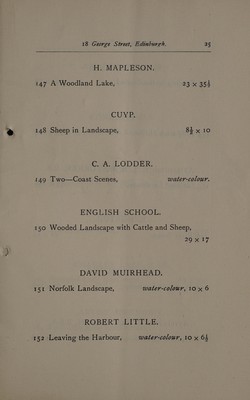 18 George Street, Edinburgh. 25
H. MAPLESON.
147 A Woodland Lake, 23 x 35½
CUYP.
148 Sheep in Landscape, 8½ x 10
C. A. LODDER.
149 Two—Coast Scenes, water-colour.
ENGLISH SCHOOL.
150 Wooded Landscape with Cattle and Sheep,
29 x 17
DAVID MUIRHEAD.
151 Norfolk Landscape, water-colour, 10 x 6
ROBERT LITTLE.
152 Leaving the Harbour, water-colour, 10 x 6½